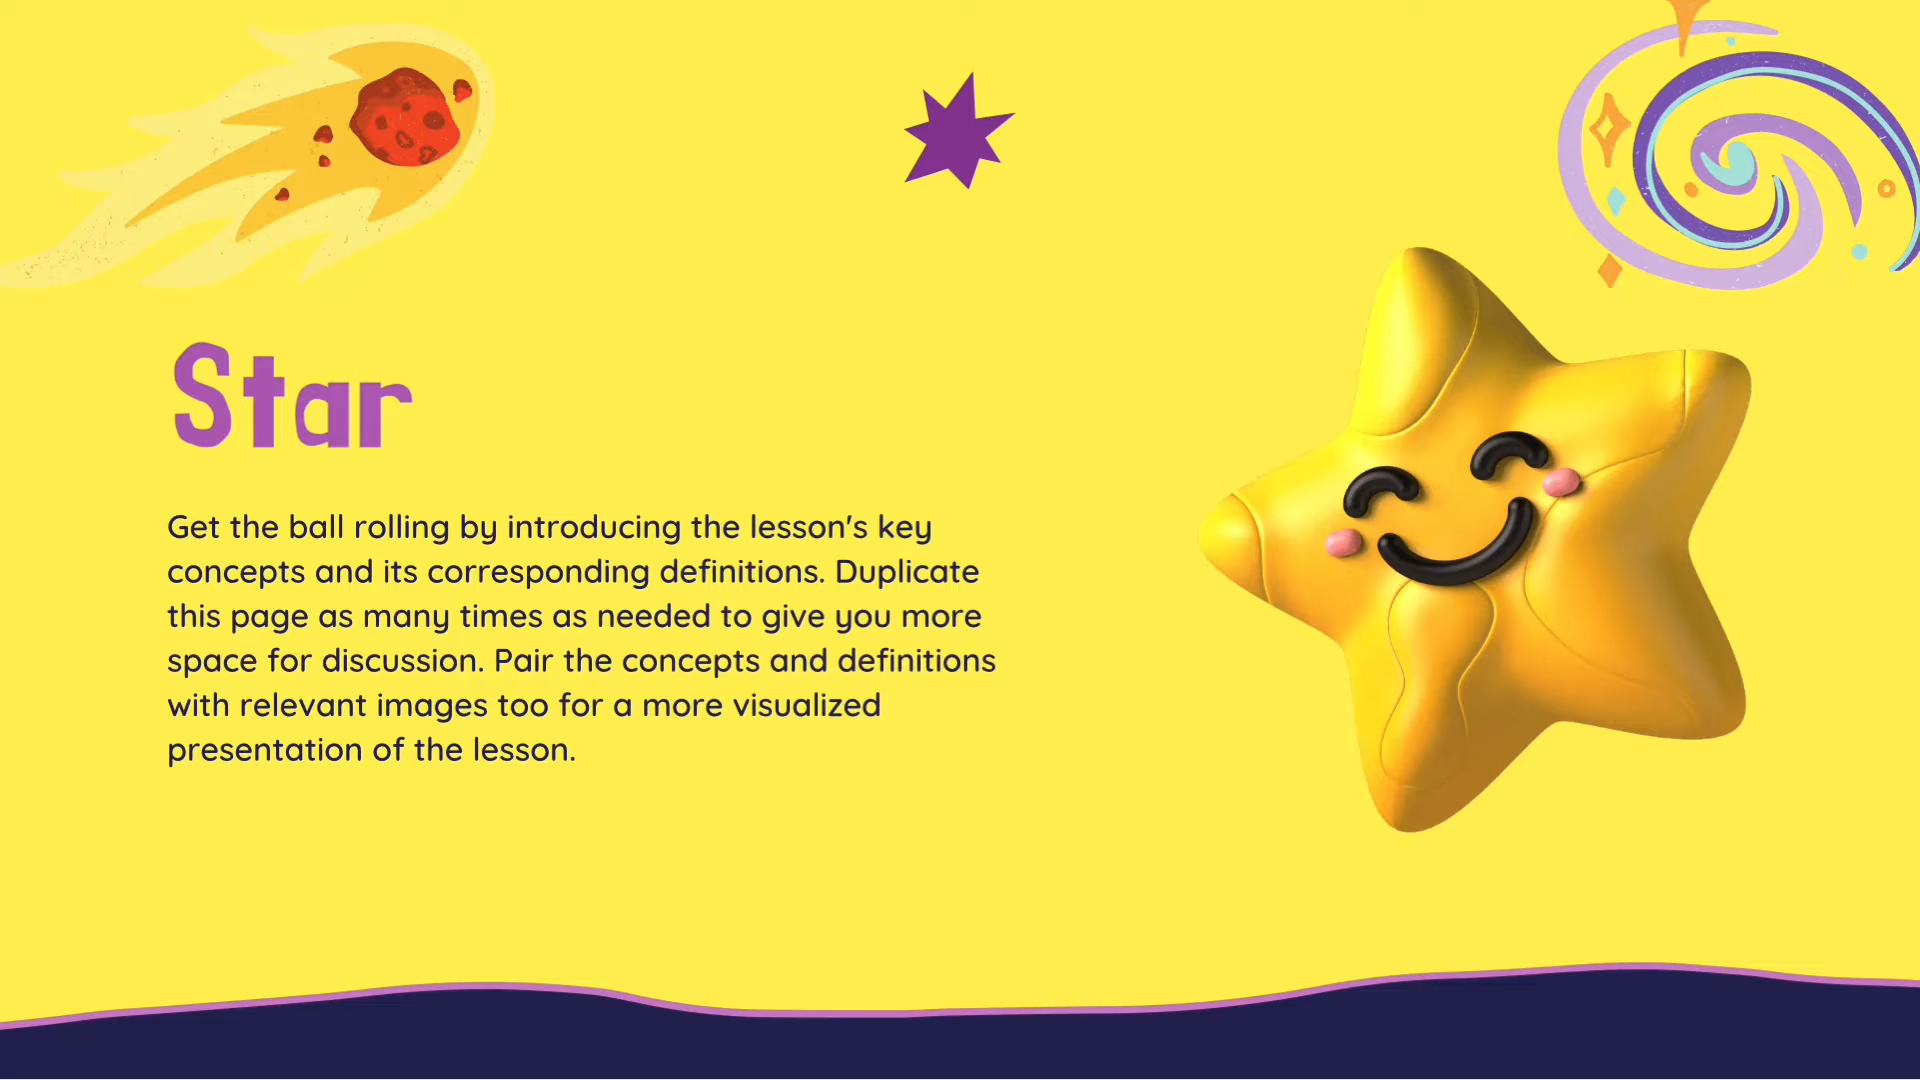 Star
Get the ball rolling by introducing the lesson's key
concepts and its corresponding definitions. Duplicate
this page as many times as needed to give you more
space for discussion. Pair the concepts and definitions
with relevant images too for a more visualized
presentation of the lesson.